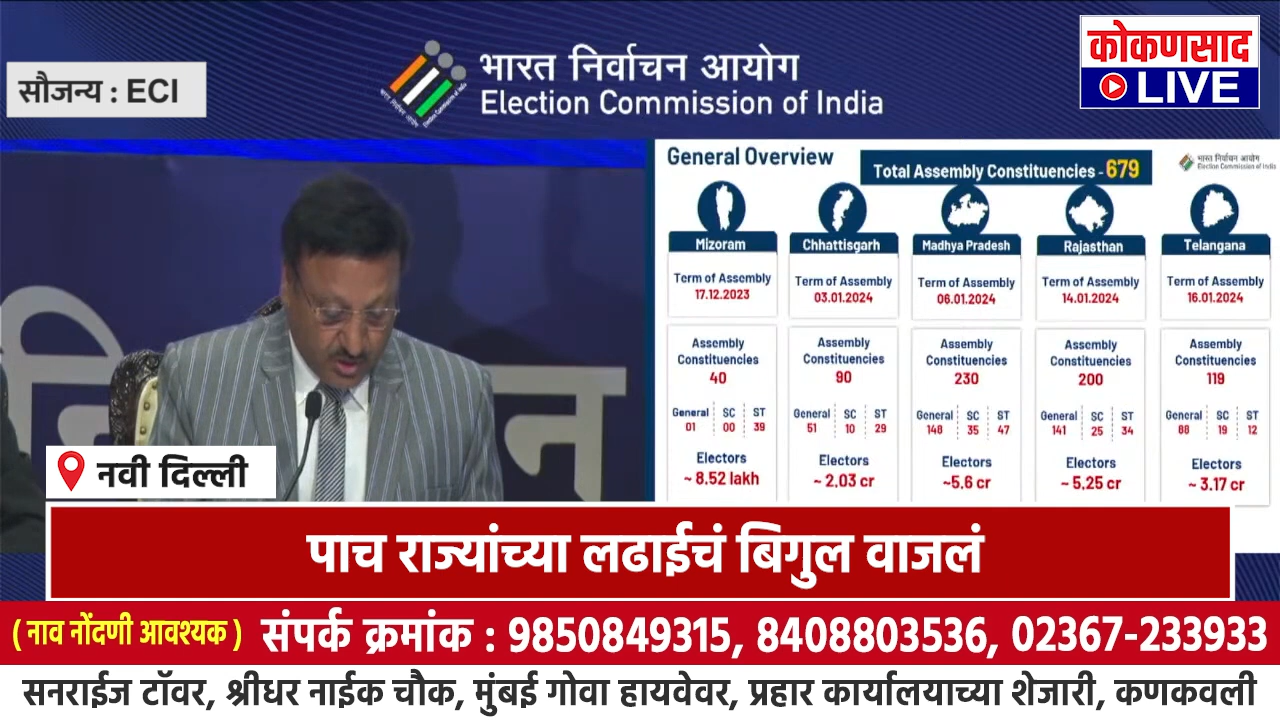 सौजन्य : ECI
भारत निर्वाचन आयोग
Election Commission of India
कोकणसाद
LIVE
General Overview
Total Assembly Constituencies - 679
भारत निर्वाचन आयोग
Election Commission of India
Mizoram
Term of Assembly
17.12.2023
Assembly
Constituencies
40
General SC ST
01 00 39
Electors
~ 8.52 lakh
Chhattisgarh
Term of Assembly
03.01.2024
Assembly
Constituencies
90
General SC ST
51 10 29
Electors
~ 2.03 cr
Madhya Pradesh
Term of Assembly
06.01.2024
Assembly
Constituencies
230
General SC ST
148 35 47
Electors
~5.6 cr
Rajasthan
Term of Assembly
14.01.2024
Assembly
Constituencies
200
General SC ST
141 25 34
Electors
~ 5.25 cr
Telangana
Term of Assembly
16.01.2024
Assembly
Constituencies
119
General SC ST
88 19 12
Electors
~ 3.17 cr
नवी दिल्ली
पाच राज्यांच्या लढाईचं बिगुल वाजलं
( नाव नोंदणी आवश्यक ) संपर्क क्रमांक : 9850849315, 8408803536, 02367-233933
सनराईज टॉवर, श्रीधर नाईक चौक, मुंबई गोवा हायवेवर, प्रहार कार्यालयाच्या शेजारी, कणकवली